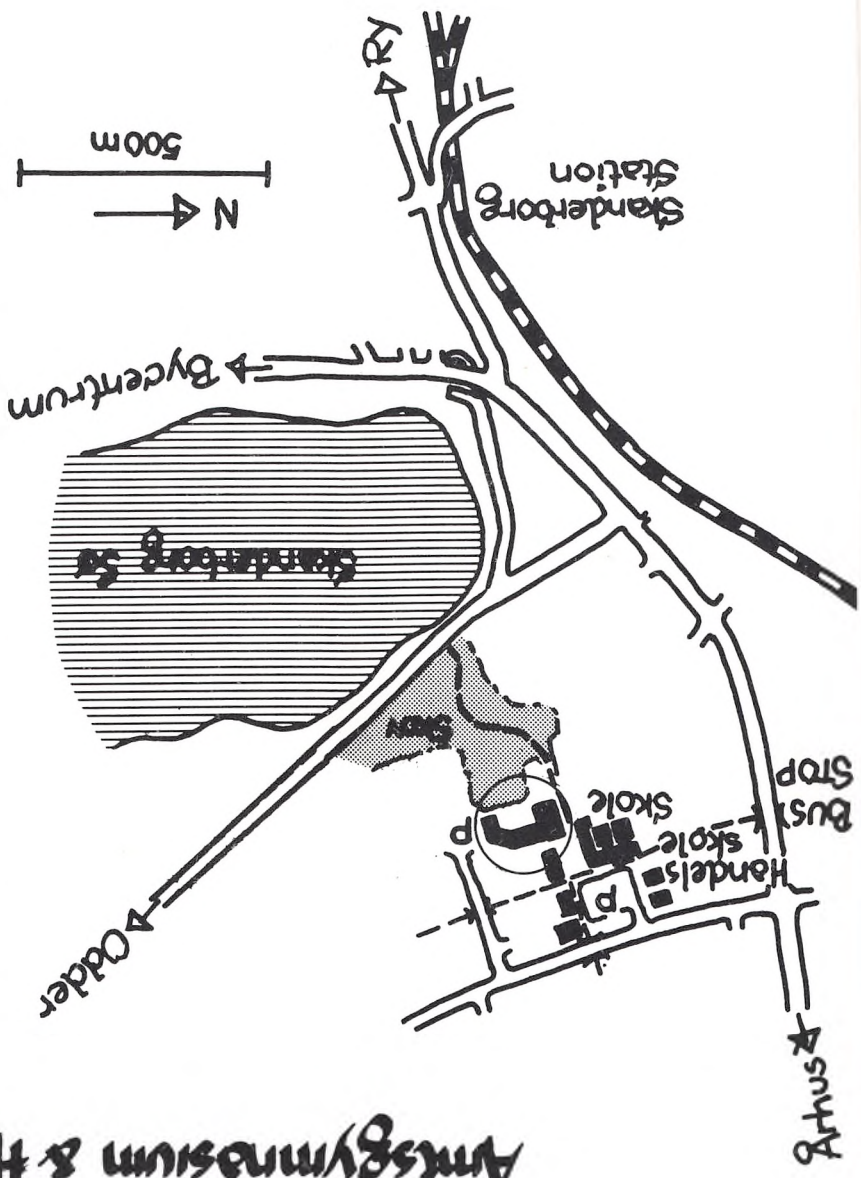 Århus
Amtsgymnasium & H
Odder
Handels
skole
P
BUS
STOP
Skole
P
Skov
Skanderborg Sø
Bycentrum
Skanderborg
Station
N
500m
Ry